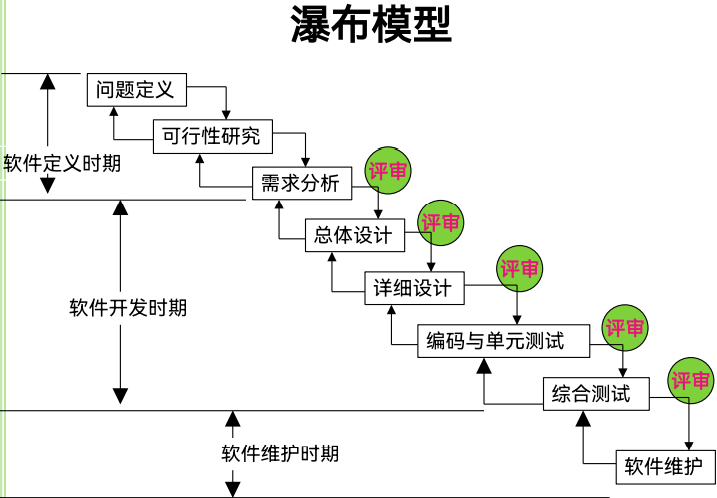 瀑布模型
问题定义
可行性研究
软件定义时期
需求分析
评审
总体设计
评审
详细设计
评审
软件开发时期
编码与单元测试
评审
综合测试
评审
软件维护时期
软件维护